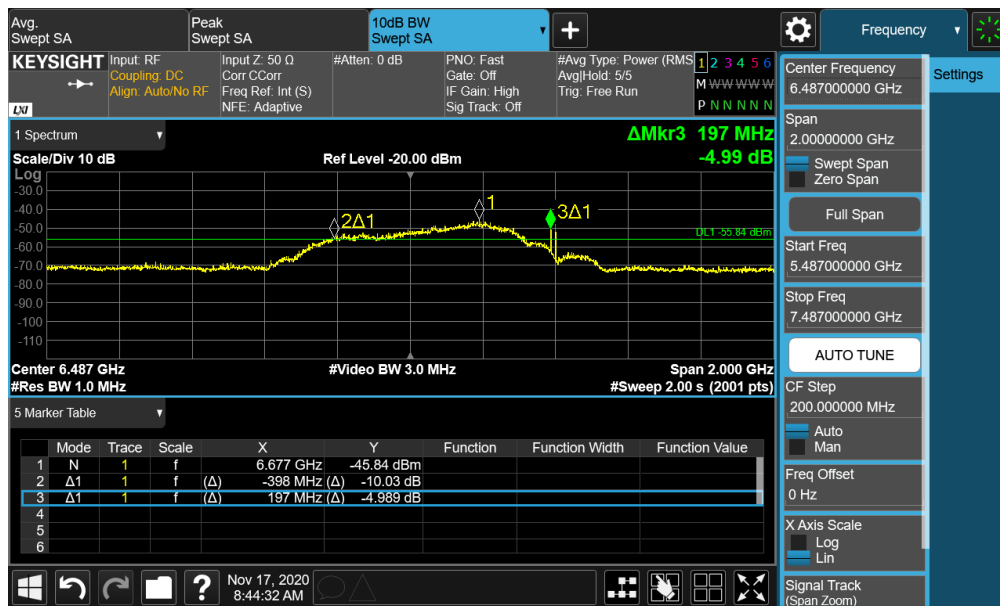 Avg.
Swept SA
Peak
Swept SA
10dB BW
Swept SA
Frequency
KEYSIGHT
LXI
Input: RF
Coupling: DC
Align: Auto/No RF
Input Z: 50 Ω
Corr CCorr
Freq Ref: Int (S)
NFE: Adaptive
#Atten: 0 dB
PNO: Fast
Gate: Off
IF Gain: High
Sig Track: Off
#Avg Type: Power (RMS
Avg|Hold: 5/5
Trig: Free Run
1 2 3 4 5 6
M W W W W W
P N N N N N
1 Spectrum
ΔMkr3 197 MHz
-4.99 dB
Scale/Div 10 dB
Ref Level -20.00 dBm
Log
-30.0
-40.0
-50.0
-60.0
-70.0
-80.0
-90.0
-100
-110
2Δ1
1
3Δ1
DL1 -55.84 dBm
Center 6.487 GHz
#Video BW 3.0 MHz
Span 2.000 GHz
#Res BW 1.0 MHz
#Sweep 2.00 s (2001 pts)
5 Marker Table
Mode Trace Scale X Y Function Function Width Function Value
1 N 1 f 6.677 GHz -45.84 dBm
2 Δ1 1 f (Δ) -398 MHz (Δ) -10.03 dB
3 Δ1 1 f (Δ) 197 MHz (Δ) -4.989 dB
4
5
6
Center Frequency
6.487000000 GHz
Span
2.00000000 GHz
Swept Span
Zero Span
Full Span
Start Freq
5.487000000 GHz
Stop Freq
7.487000000 GHz
AUTO TUNE
CF Step
200.000000 MHz
Auto
Man
Freq Offset
0 Hz
X Axis Scale
Log
Lin
Signal Track
(Span Zoom)
Settings
?
Nov 17, 2020
8:44:32 AM